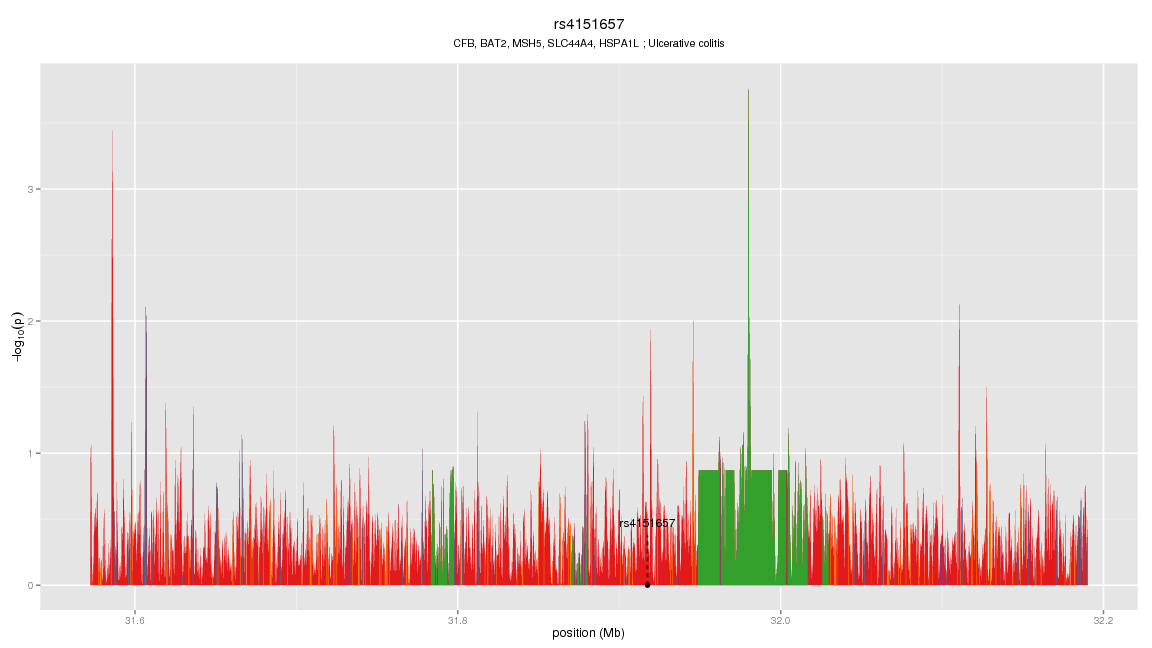 rs4151657
CFB, BAT2, MSH5, SLC44A4, HSPA1L ; Ulcerative colitis
−log10(p)
3
2
1
0
rs4151657
31.6
31.8
32.0
32.2
position (Mb)